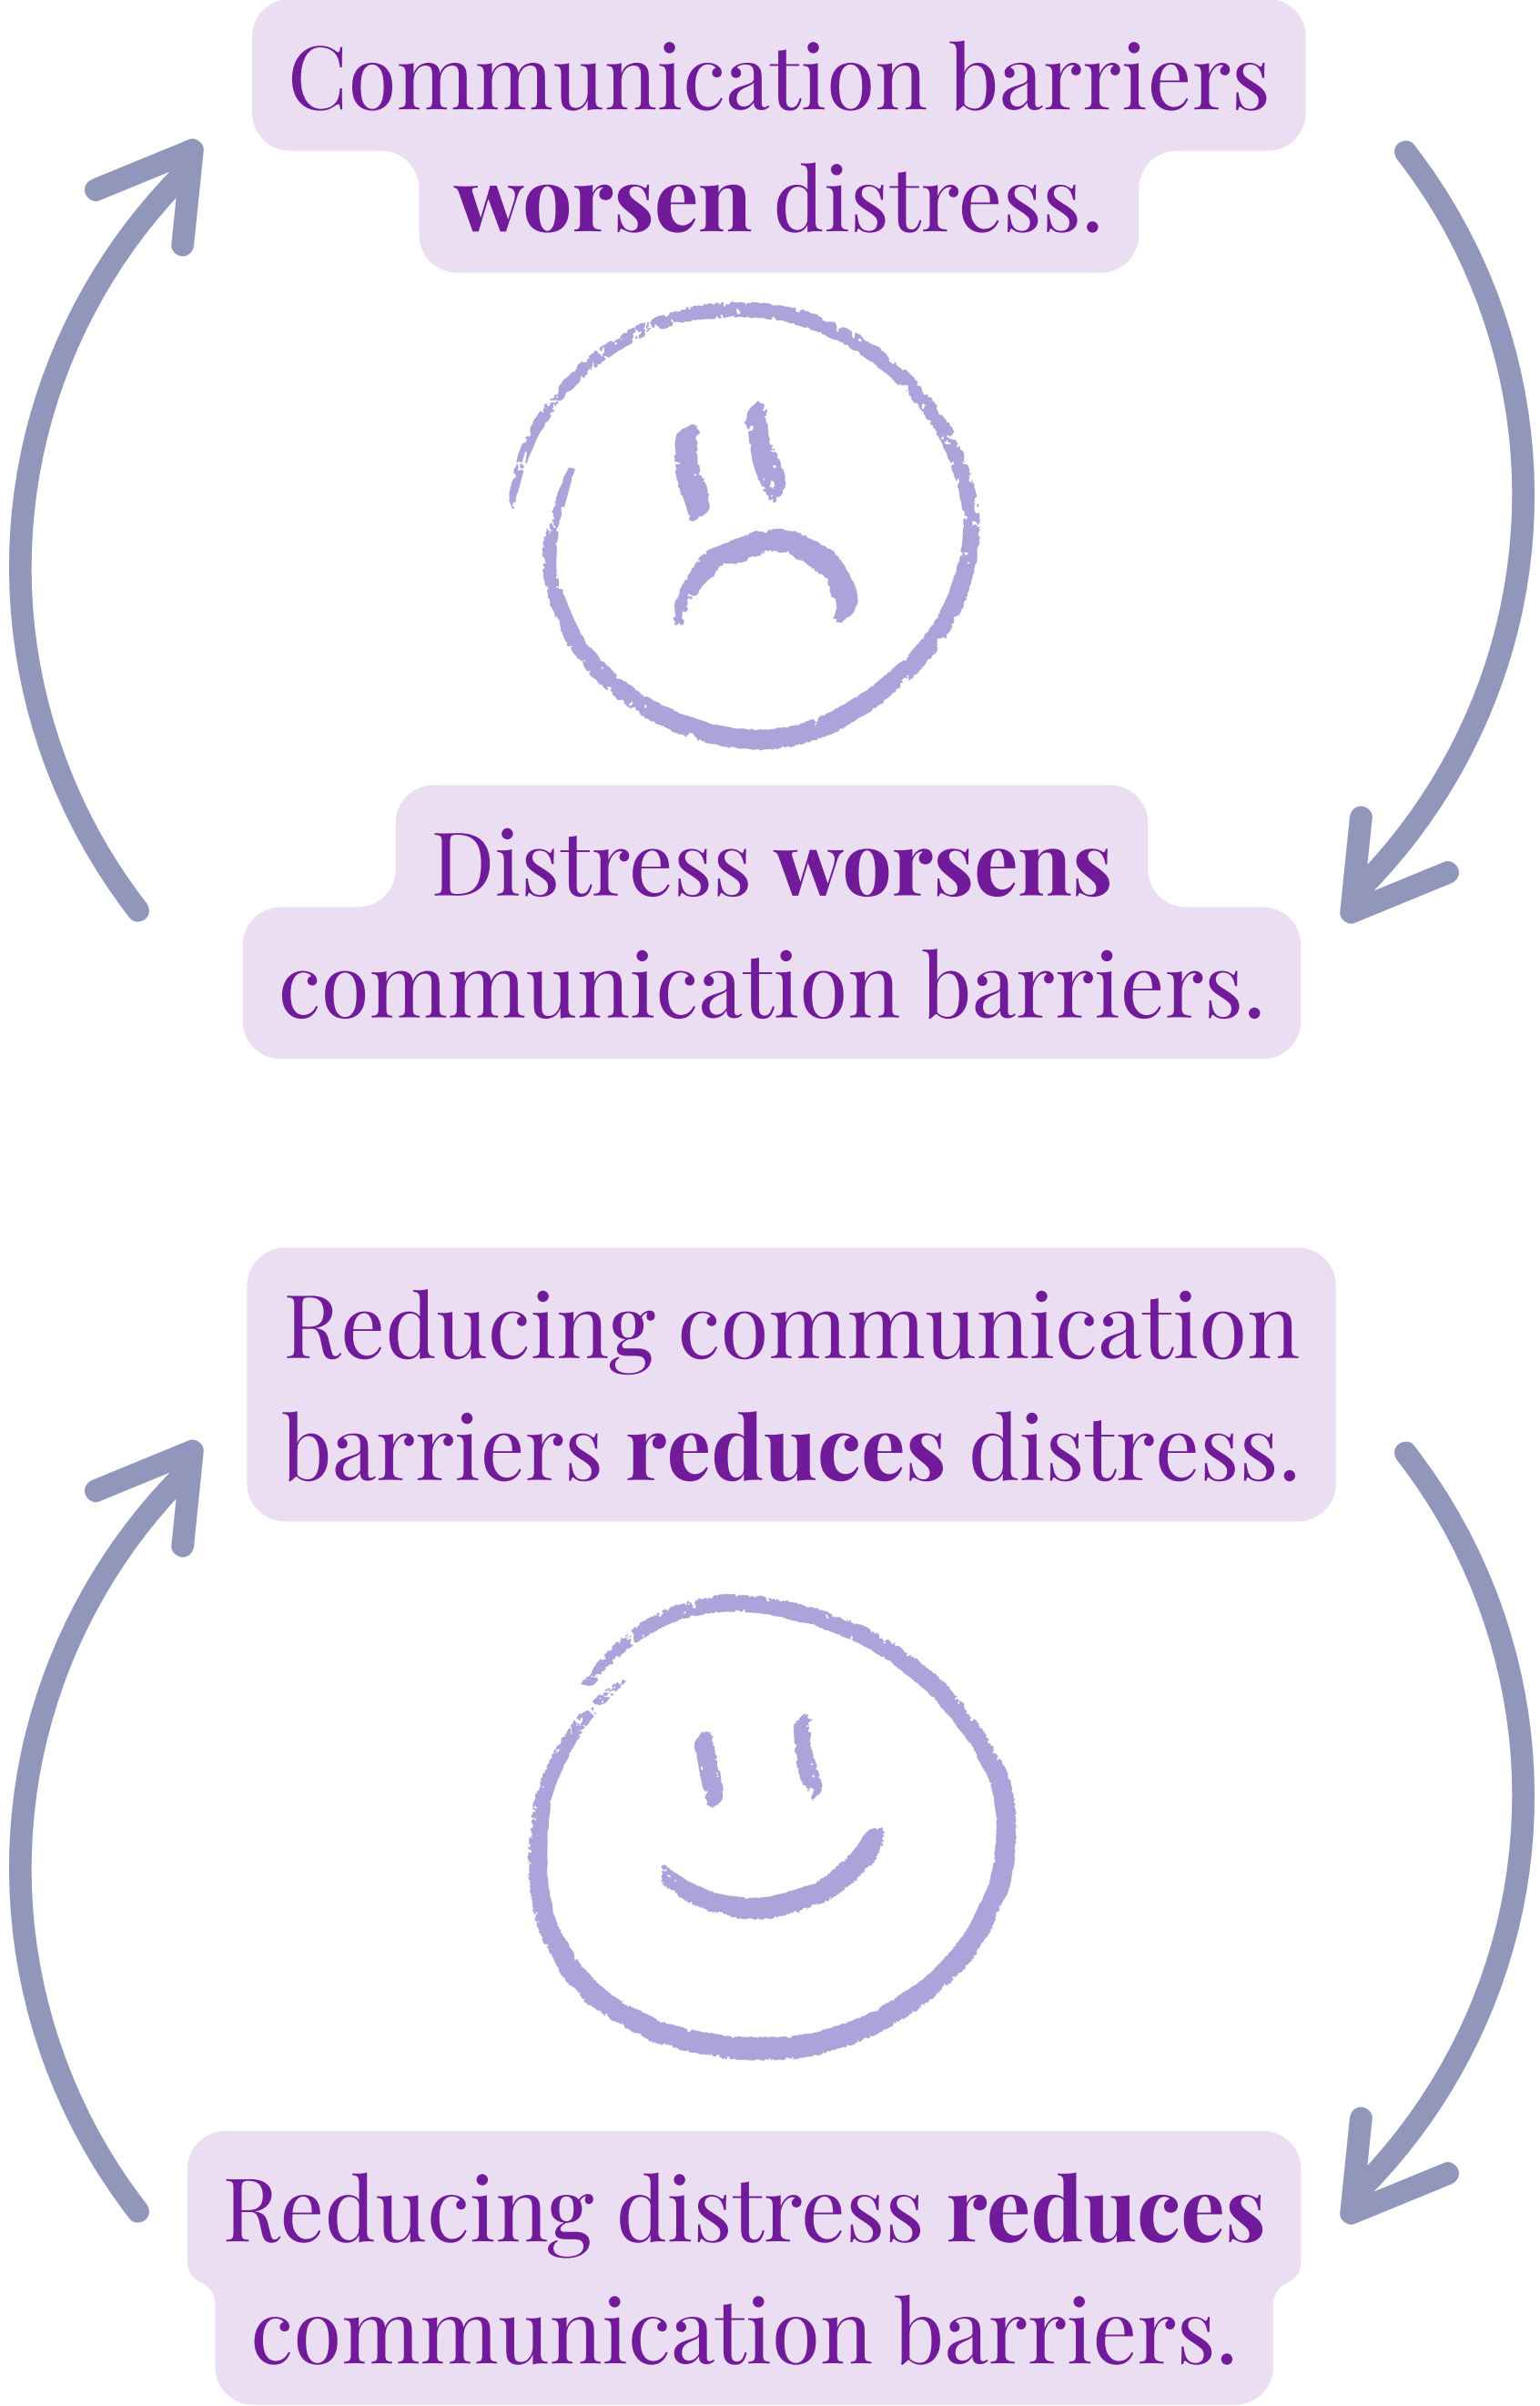 Communication barriers
worsen distress.
Distress worsens
communication barriers.
Reducing communication
barriers reduces distress.
Reducing distress reduces
communication barriers.